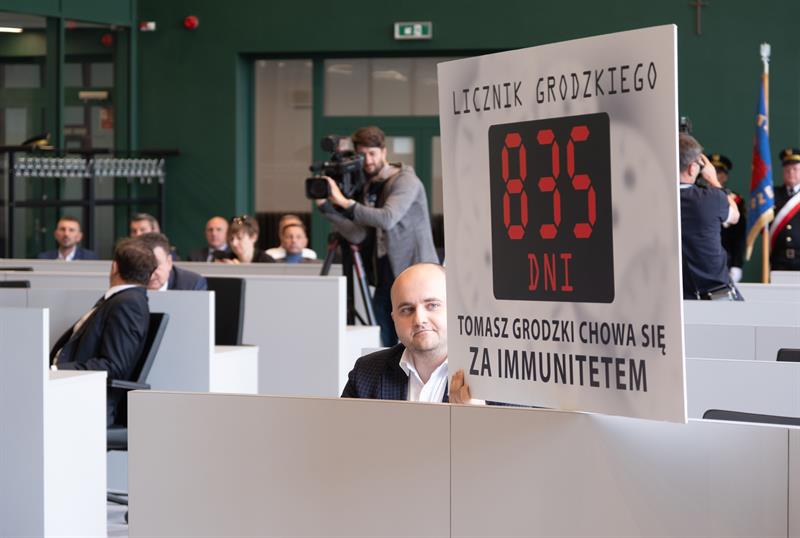 LICZNIK GRODZKIEGO
835
DNI
TOMASZ GRODZKI CHOWA SIĘ
ZA IMMUNITETEM